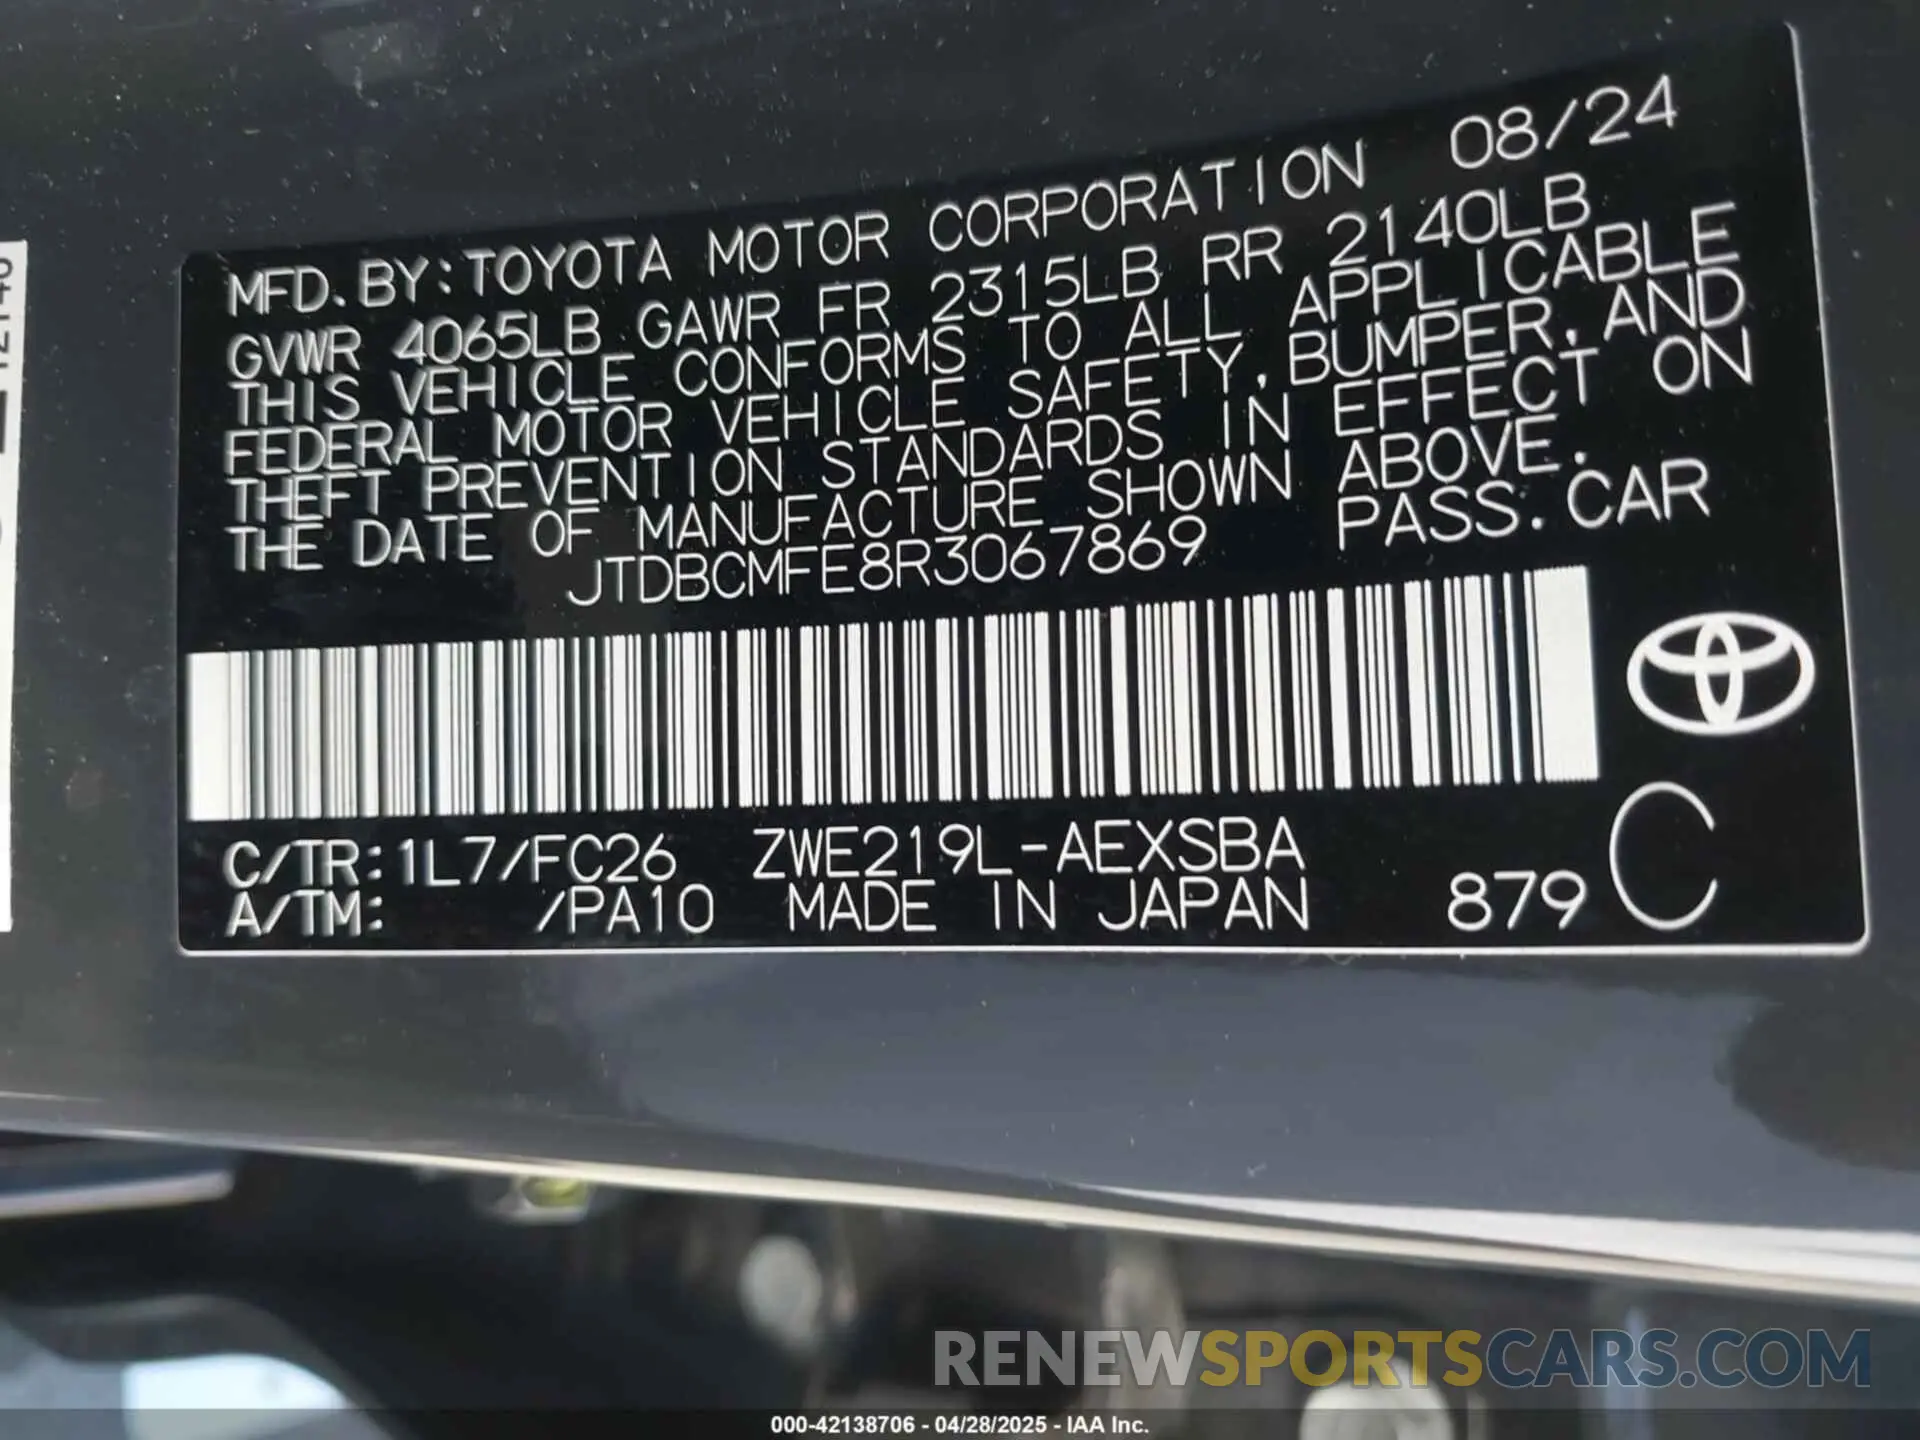 MFD. BY: TOYOTA MOTOR CORPORATION 08/24
GVWR 4065LB GAWR FR 2315LB RR 2140LB
THIS VEHICLE CONFORMS TO ALL APPLICABLE
FEDERAL MOTOR VEHICLE SAFETY, BUMPER, AND
THEFT PREVENTION STANDARDS IN EFFECT ON
THE DATE OF MANUFACTURE SHOWN ABOVE.
JTDBCMFE8R3067869 PASS. CAR
C/TR: 1L7/FC26 ZWE219L-AEXSBA
A/TM: /PA10 MADE IN JAPAN 879 C
RENEWSPORTSCARS.COM
000-42138706 - 04/28/2025 - IAA Inc.